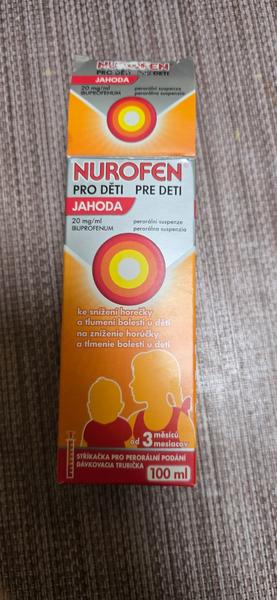 NUROFEN
PRO DĚTI PRE DETI
JAHODA
20 mg/ml perorální suspenze
IBUPROFENUM perorálna suspenzia
NUROFEN®
PRO DĚTI PRE DETI
JAHODA
20 mg/ml perorální suspenze
IBUPROFENUM perorálna suspenzia
ke snížení horečky
a tlumení bolesti u dětí
na zníženie horúčky
a tlmenie bolesti u detí
od 3 měsíců
mesiacov
STŘÍKAČKA PRO PERORÁLNÍ PODÁNÍ
DÁVKOVACIA TRUBIČKA
100 ml